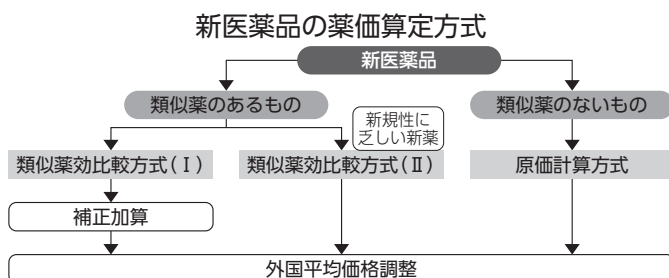 新医薬品の薬価算定方式
新医薬品
類似薬のあるもの
類似薬のないもの
新規性に
乏しい新薬
類似薬効比較方式(Ⅰ)
類似薬効比較方式(Ⅱ)
原価計算方式
補正加算
外国平均価格調整